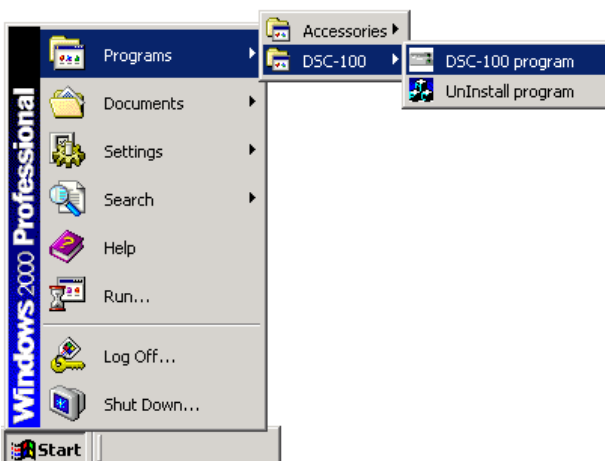 Programs
Documents
Settings
Search
Help
Run...
Log Off...
Shut Down...
Windows 2000 Professional
Start
Accessories
DSC-100
DSC-100 program
UnInstall program